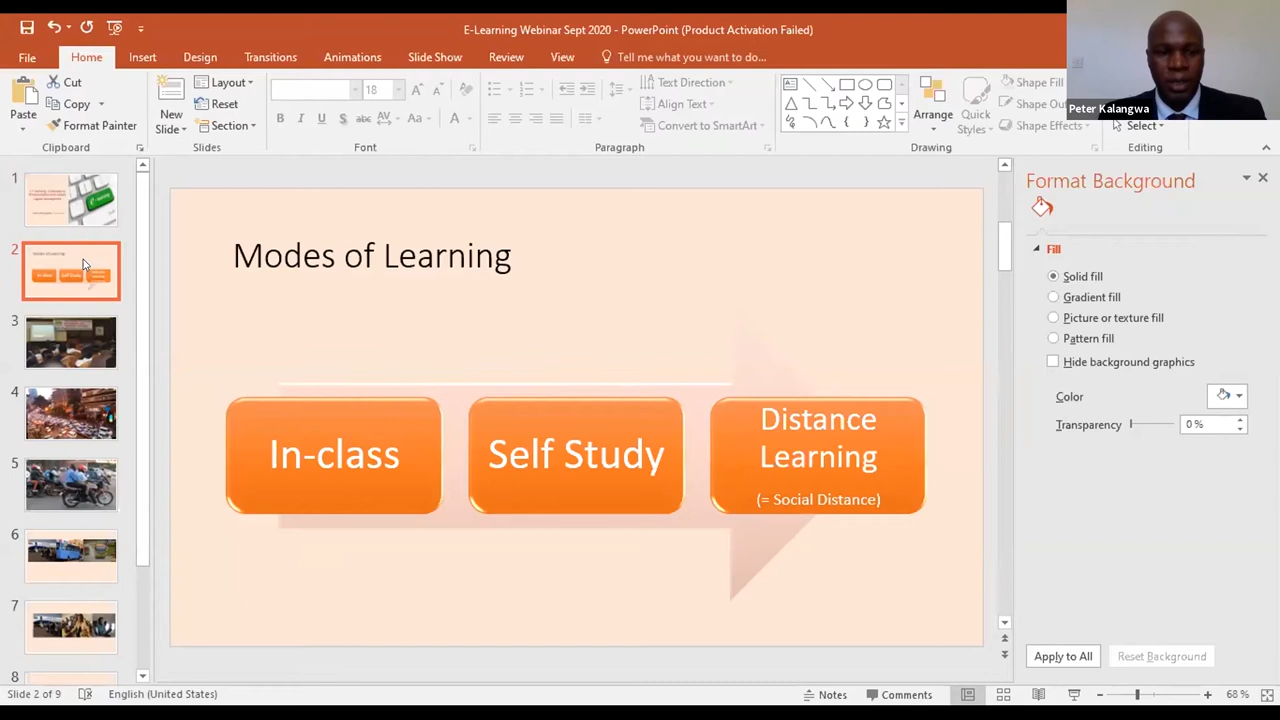 E-Learning Webinar Sept 2020 - PowerPoint (Product Activation Failed)
File Home Insert Design Transitions Animations Slide Show Review View Tell me what you want to do...
Paste
Cut
Copy
Format Painter
Clipboard
New
Slide
Layout
Reset
Section
Slides
18
Font
Text Direction
Align Text
Convert to SmartArt
Paragraph
Arrange
Quick
Styles
Shape Fill
Shape Effects
Drawing
Select
Editing
Peter Kalangwa
1
2
3
4
5
6
7
8
Modes of Learning
In-class
Self Study
Distance
Learning
(= Social Distance)
Format Background
Fill
Solid fill
Gradient fill
Picture or texture fill
Pattern fill
Hide background graphics
Color
Transparency 0 %
Apply to All Reset Background
Slide 2 of 9 English (United States) Notes Comments 68 %